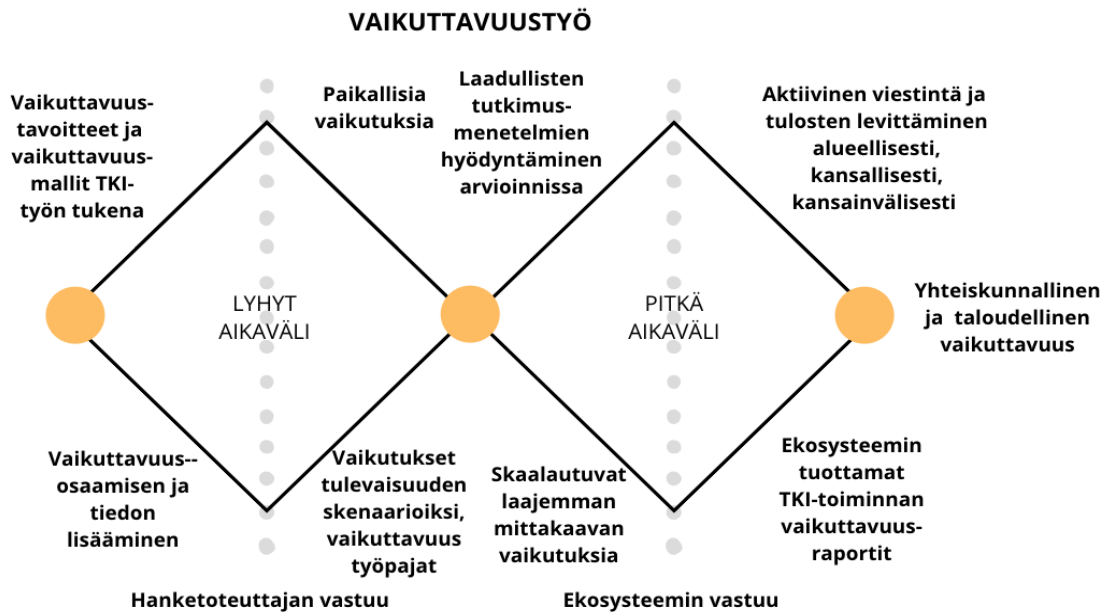 VAIKUTTAVUUSTYÖ
Vaikuttavuus-
tavoitteet ja
vaikuttavuus-
mallit TKI-
työn tukena
Paikallisia
vaikutuksia
Laadullisten
tutkimus-
menetelmien
hyödyntäminen
arvioinnissa
Aktiivinen viestintä ja
tulosten levittäminen
alueellisesti,
kansallisesti,
kansainvälisesti
LYHYT
AIKAVÄLI
PITKÄ
AIKAVÄLI
Yhteiskunnallinen
ja taloudellinen
vaikuttavuus
Vaikuttavuus--
osaamisen ja
tiedon
lisääminen
Vaikutukset
tulevaisuuden
skenaarioiksi,
vaikuttavuus
työpajat
Skaalautuvat
laajemman
mittakaavan
vaikutuksia
Ekosysteemin
tuottamat
TKI-toiminnan
vaikuttavuus-
raportit
Hanketoteuttajan vastuu
Ekosysteemin vastuu